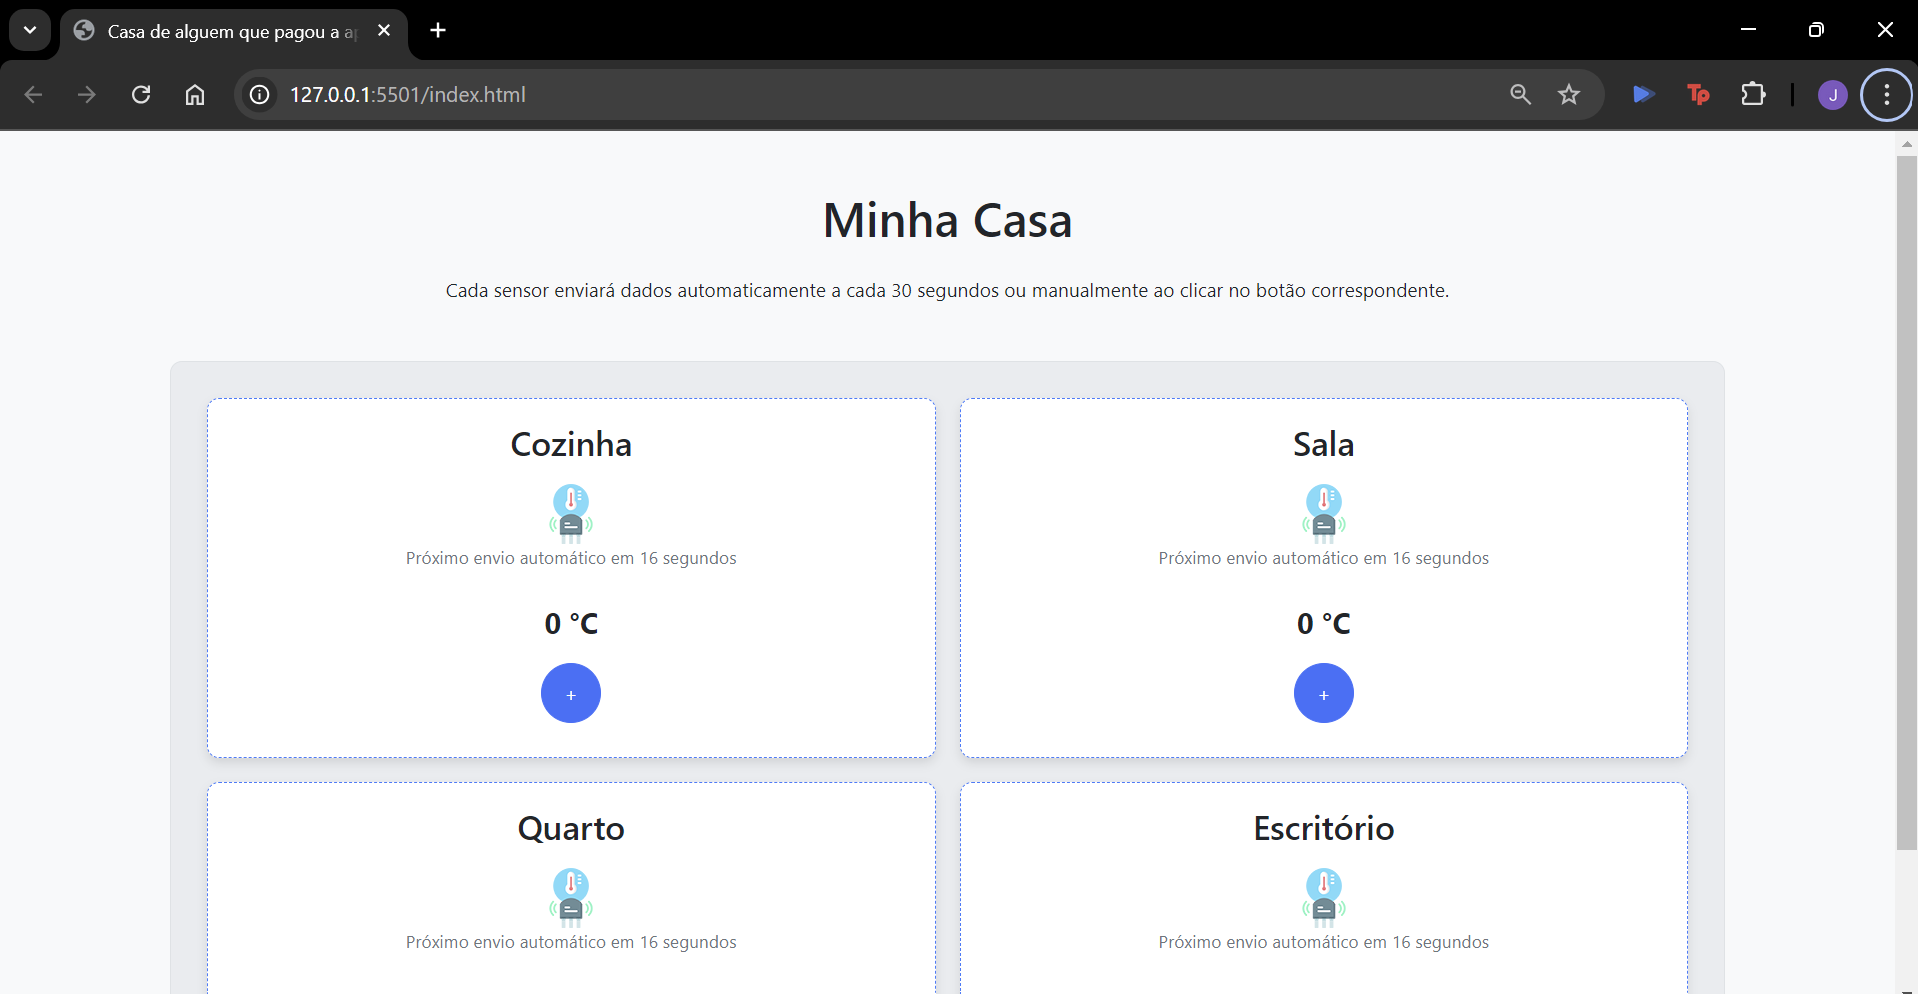 Casa de alguem que pagou a
127.0.0.1:5501/index.html
Tp
J
Minha Casa
Cada sensor enviará dados automaticamente a cada 30 segundos ou manualmente ao clicar no botão correspondente.
Cozinha
Próximo envio automático em 16 segundos
0 °C
+
Sala
Próximo envio automático em 16 segundos
0 °C
+
Quarto
Próximo envio automático em 16 segundos
Escritório
Próximo envio automático em 16 segundos